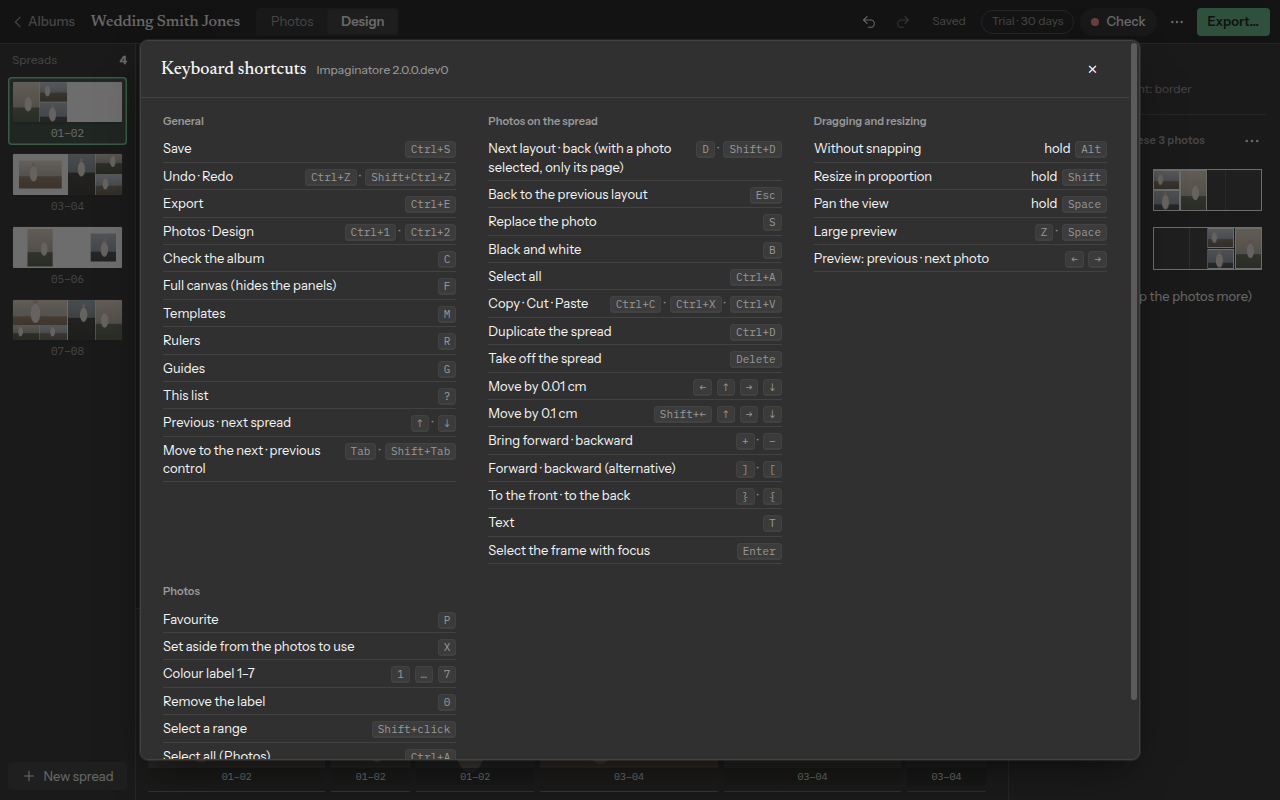 Albums
Wedding Smith Jones
Photos
Design
Saved
Trial · 30 days
Check
Export...
Spreads
4
01–02
03–04
05–06
07–08
New spread
Keyboard shortcuts
Impaginatore 2.0.0.dev0
General
Save Ctrl+S
Undo · Redo Ctrl+Z · Shift+Ctrl+Z
Export Ctrl+E
Photos · Design Ctrl+1 · Ctrl+2
Check the album C
Full canvas (hides the panels) F
Templates M
Rulers R
Guides G
This list ?
Previous · next spread ↑ · ↓
Move to the next · previous Tab · Shift+Tab
control
Photos on the spread
Next layout · back (with a photo D · Shift+D
selected, only its page)
Back to the previous layout Esc
Replace the photo S
Black and white B
Select all Ctrl+A
Copy · Cut · Paste Ctrl+C · Ctrl+X · Ctrl+V
Duplicate the spread Ctrl+D
Take off the spread Delete
Move by 0.01 cm ← ↑ → ↓
Move by 0.1 cm Shift+← ↑ → ↓
Bring forward · backward + · −
Forward · backward (alternative) ] · [
To the front · to the back } · {
Text T
Select the frame with focus Enter
Dragging and resizing
Without snapping hold Alt
Resize in proportion hold Shift
Pan the view hold Space
Large preview Z · Space
Preview: previous · next photo ← →
Photos
Favourite P
Set aside from the photos to use X
Colour label 1–7 1 … 7
Remove the label 0
Select a range Shift+click
Select all (Photos) Ctrl+A
nt: border
ese 3 photos
p the photos more)
01–02
01–02
01–02
03–04
03–04
03–04